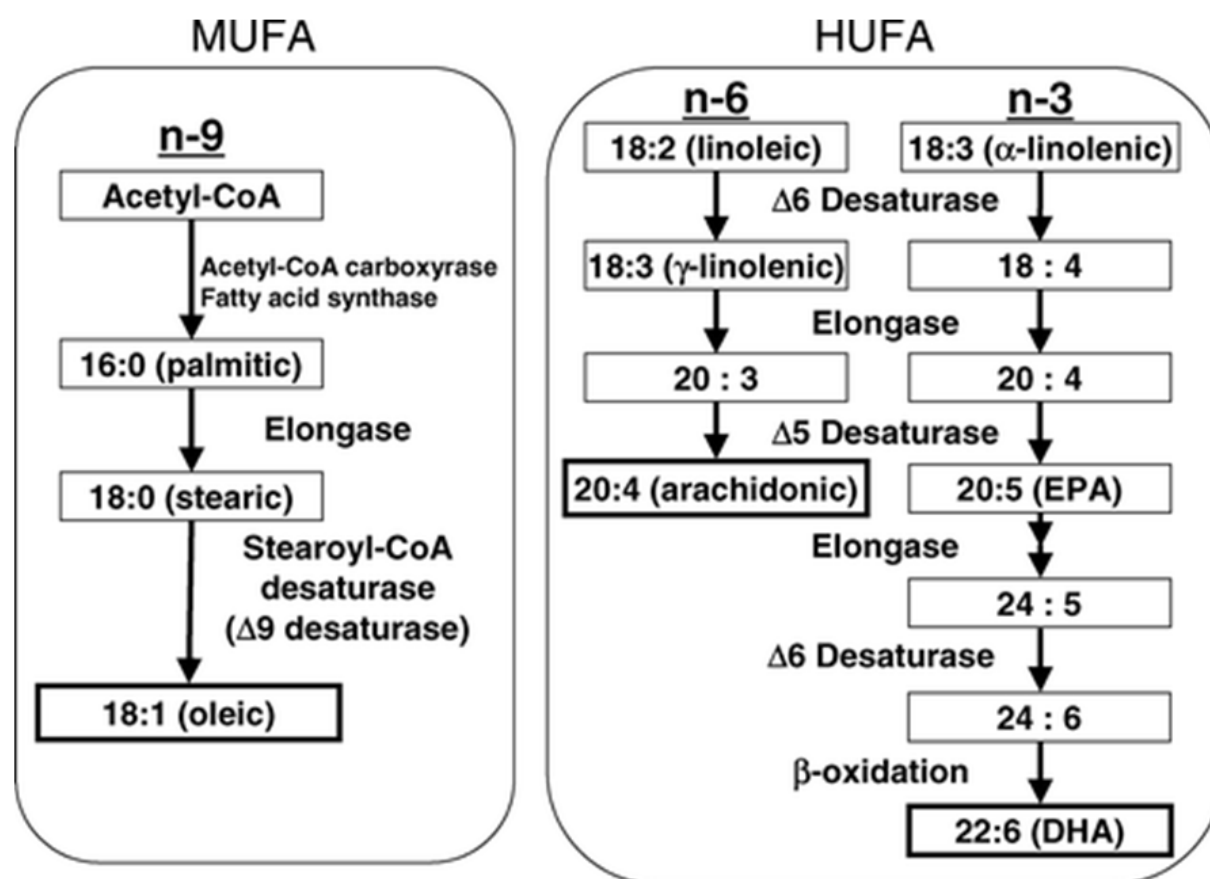 MUFA
n-9
Acetyl-CoA
Acetyl-CoA carboxyrase
Fatty acid synthase
16:0 (palmitic)
Elongase
18:0 (stearic)
Stearoyl-CoA
desaturase
(Δ9 desaturase)
18:1 (oleic)
HUFA
n-6
n-3
18:2 (linoleic)
18:3 (α-linolenic)
Δ6 Desaturase
18:3 (γ-linolenic)
18 : 4
Elongase
20 : 3
20 : 4
Δ5 Desaturase
20:4 (arachidonic)
20:5 (EPA)
Elongase
24 : 5
Δ6 Desaturase
24 : 6
β-oxidation
22:6 (DHA)